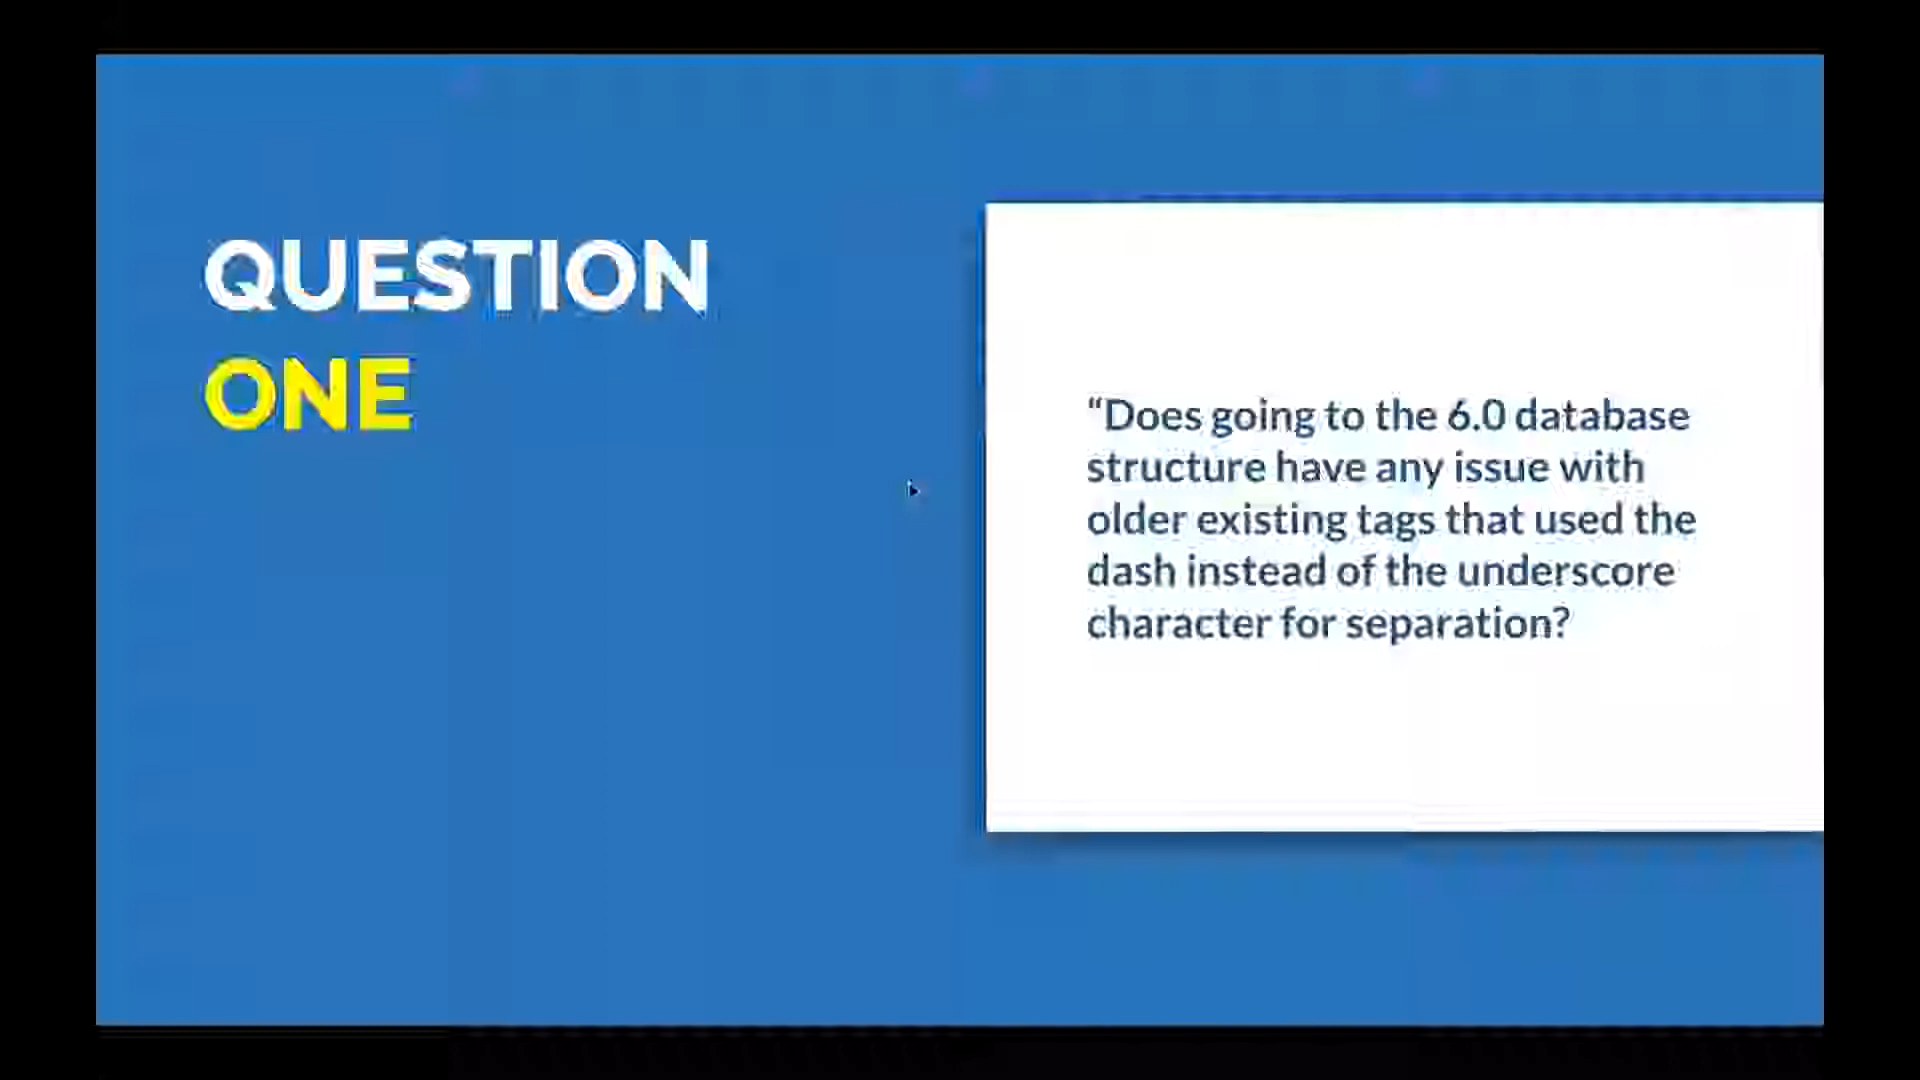 QUESTION
ONE
“Does going to the 6.0 database
structure have any issue with
older existing tags that used the
dash instead of the underscore
character for separation?